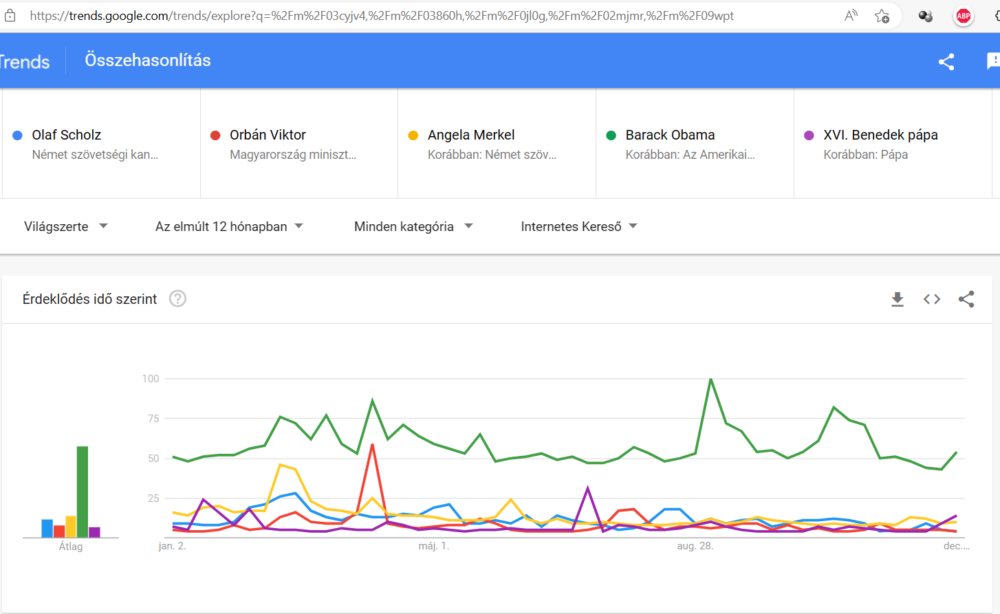 https://trends.google.com/trends/explore?q=%2Fm%2F03cyjv4,%2Fm%2F03860h,%2Fm%2F0jl0g,%2Fm%2F02mjmr,%2Fm%2F09wpt
ABP
Trends
Összehasonlítás
Olaf Scholz
Német szövetségi kan...
Orbán Viktor
Magyarország miniszt...
Angela Merkel
Korábban: Német szöv...
Barack Obama
Korábban: Az Amerikai...
XVI. Benedek pápa
Korábban: Pápa
Világszerte
Az elmúlt 12 hónapban
Minden kategória
Internetes Kereső
Érdeklődés idő szerint
?
100
75
50
25
Átlag
jan. 2.
máj. 1.
aug. 28.
dec....